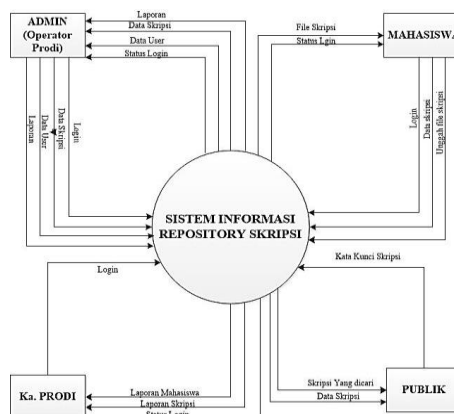 ADMIN
(Operator
Prodi)
Laporan
Data Skripsi
Data User
Status Login
File Skripsi
Status Lgin
MAHASISWA
Laporan
Data User
Data Skripsi
Login
Login
Data skripsi
Unggah file skripsi
SISTEM INFORMASI
REPOSITORY SKRIPSI
Login
Kata Kunci Skripsi
Ka. PRODI
Laporan Mahasiswa
Laporan Skripsi
Status Login
Skripsi Yang dicari
Data Skripsi
PUBLIK